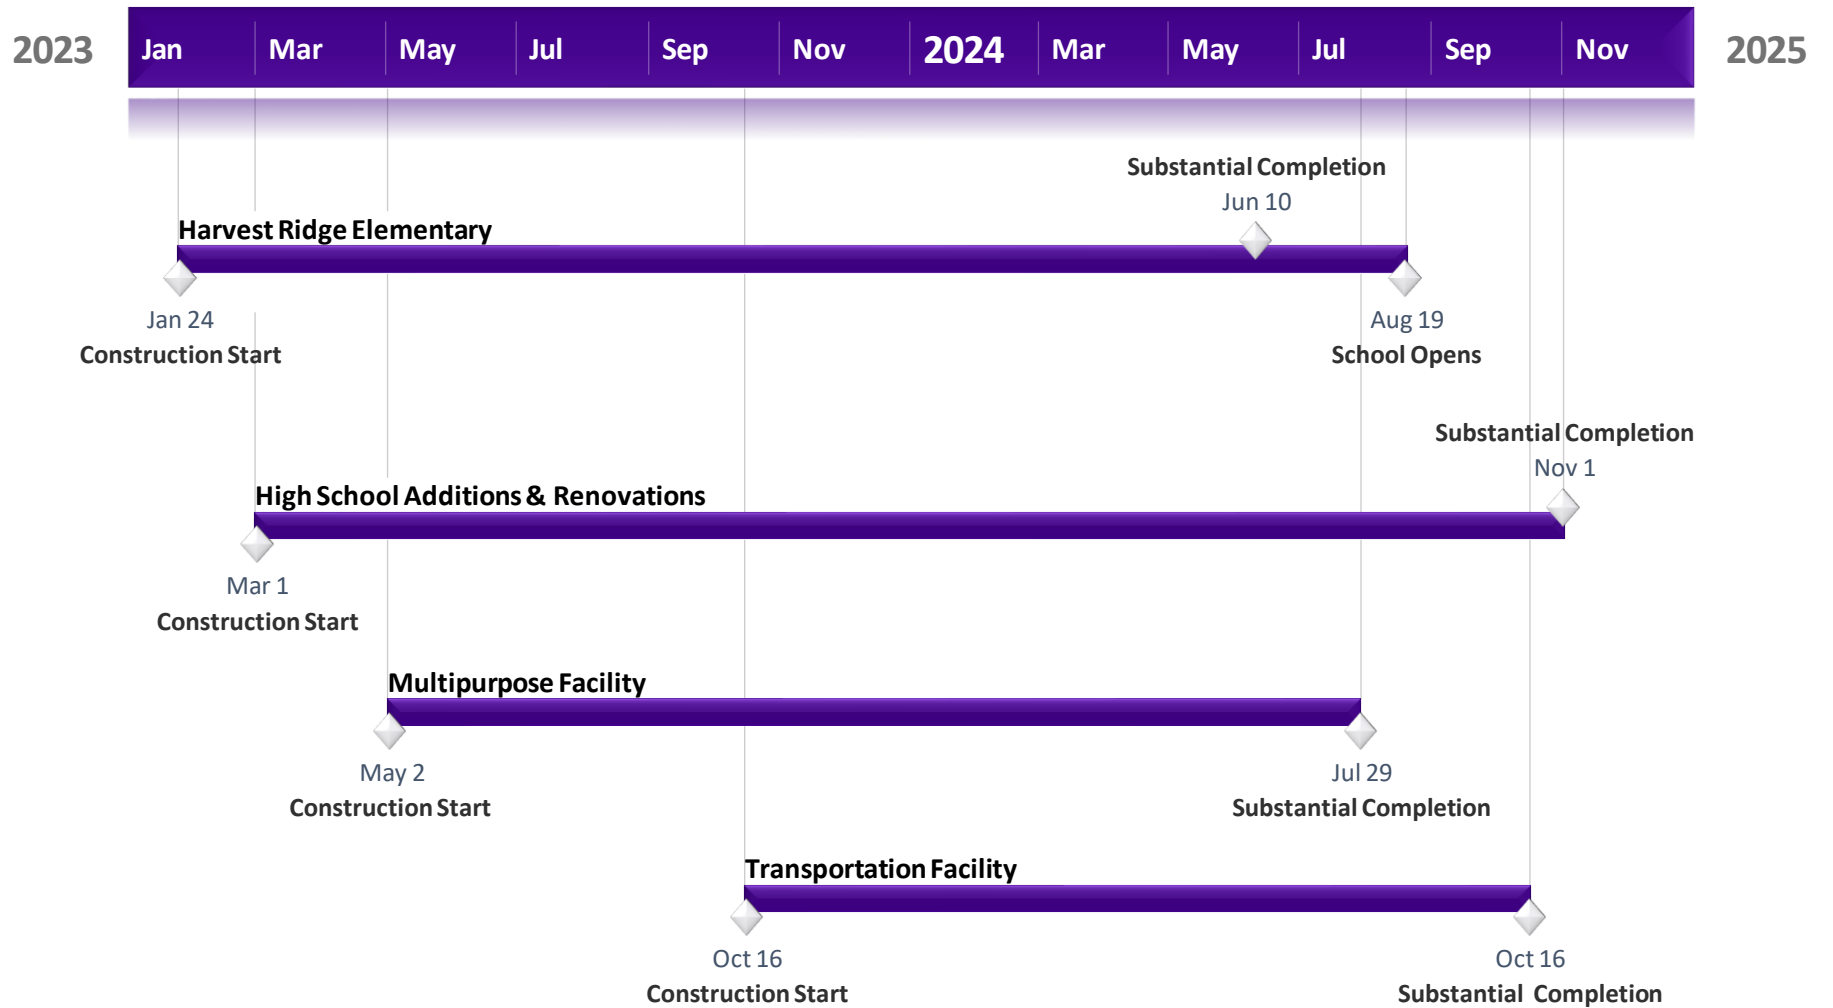 2023 Jan Mar May Jul Sep Nov 2024 Mar May Jul Sep Nov 2025
Substantial Completion
Jun 10
Harvest Ridge Elementary
Jan 24
Construction Start
Aug 19
School Opens
Substantial Completion
Nov 1
High School Additions & Renovations
Mar 1
Construction Start
Multipurpose Facility
May 2
Construction Start
Jul 29
Substantial Completion
Transportation Facility
Oct 16
Construction Start
Oct 16
Substantial Completion